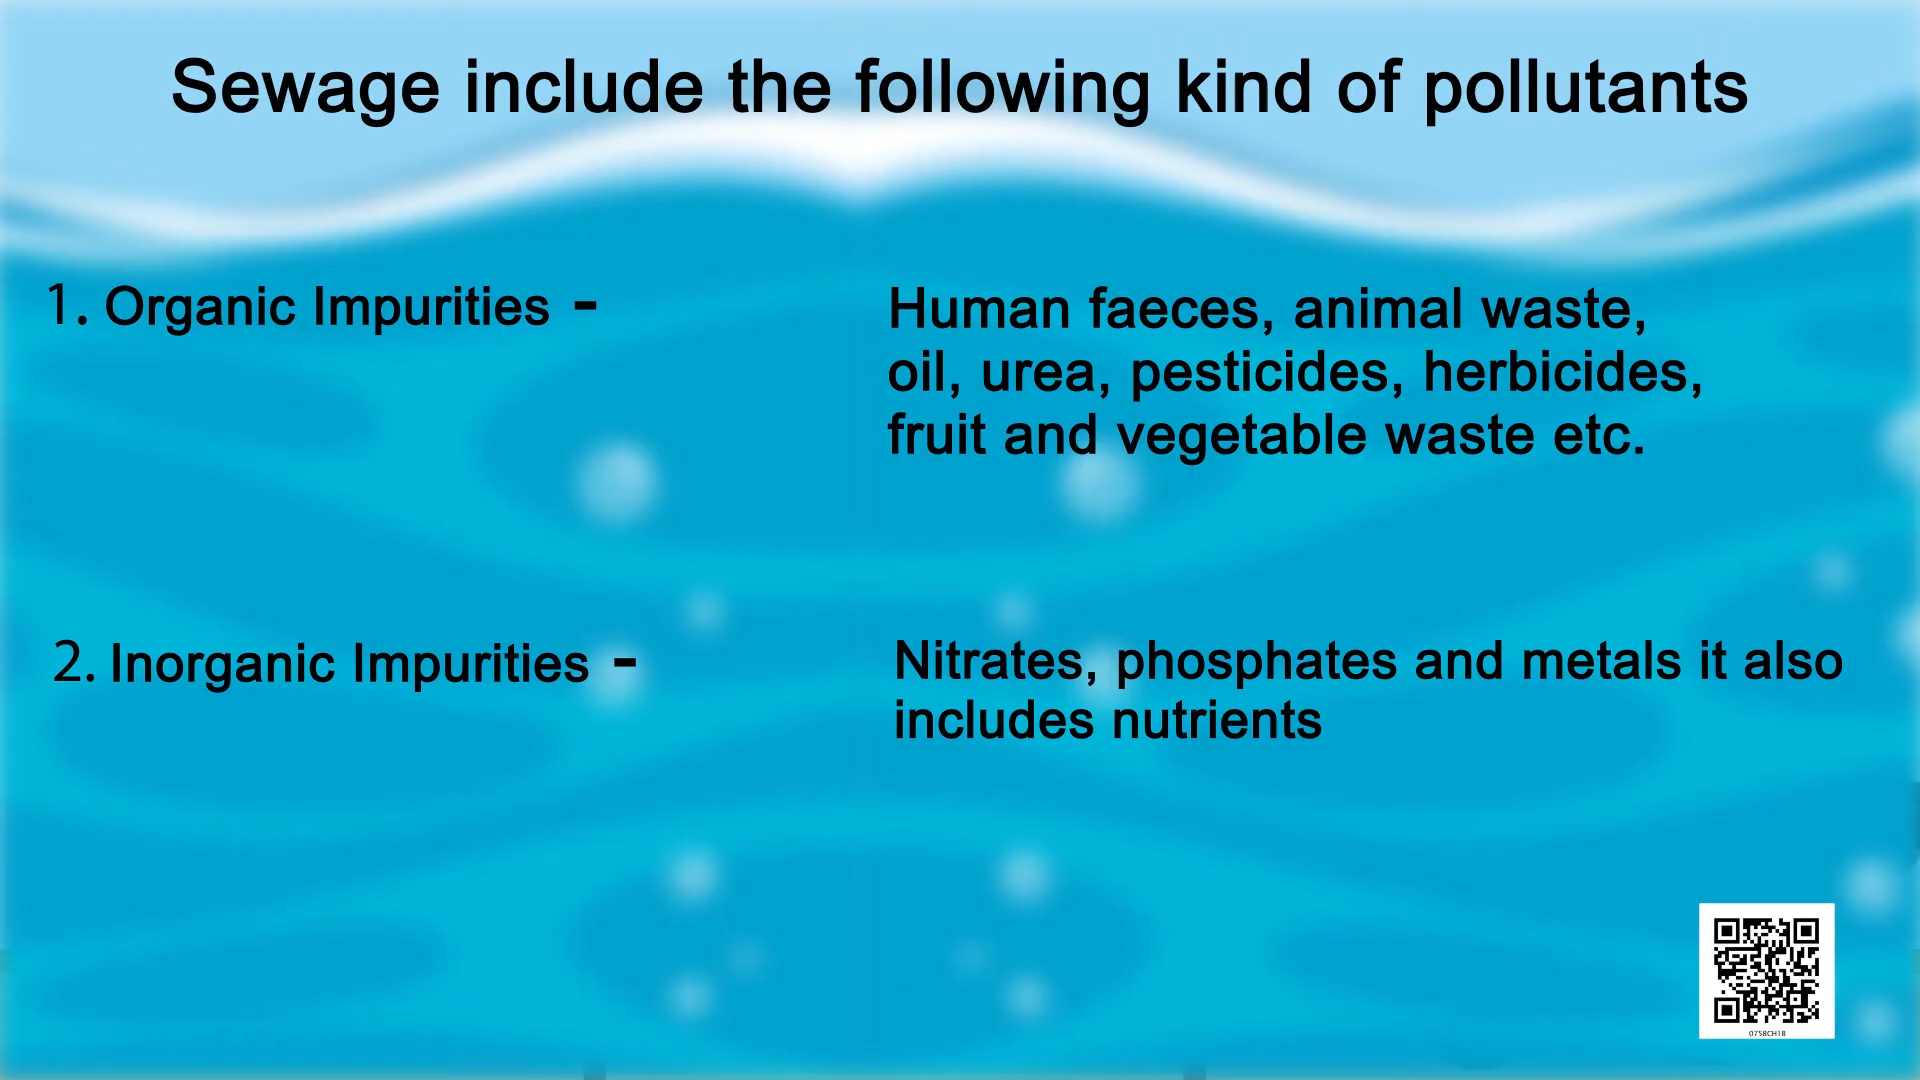 Sewage include the following kind of pollutants
1. Organic Impurities -
Human faeces, animal waste,
oil, urea, pesticides, herbicides,
fruit and vegetable waste etc.
2. Inorganic Impurities -
Nitrates, phosphates and metals it also
includes nutrients
0758CH18